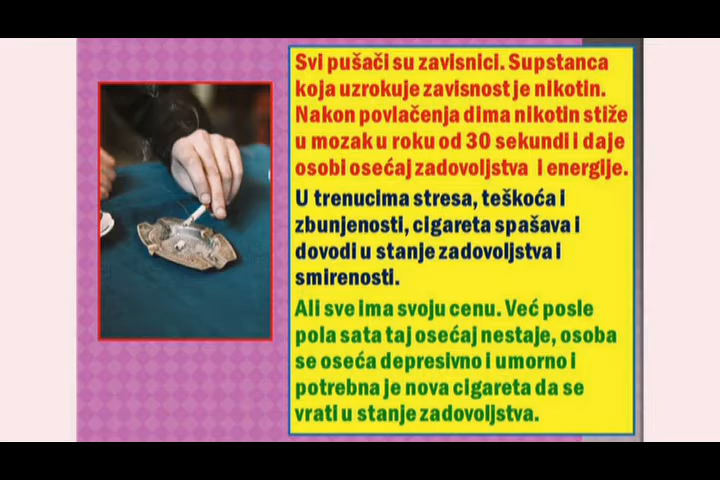 Svi pušači su zavisnici. Supstanca
koja uzrokuje zavisnost je nikotin.
Nakon povlačenja dima nikotin stiže
u mozak u roku od 30 sekundi i daje
osobi osećaj zadovoljstva i energije.
U trenucima stresa, teškoća i
zbunjenosti, cigareta spašava i
dovodi u stanje zadovoljstva i
smirenosti.
Ali sve ima svoju cenu. Već posle
pola sata taj osećaj nestaje, osoba
se oseća depresivno i umorno i
potrebna je nova cigareta da se
vrati u stanje zadovoljstva.